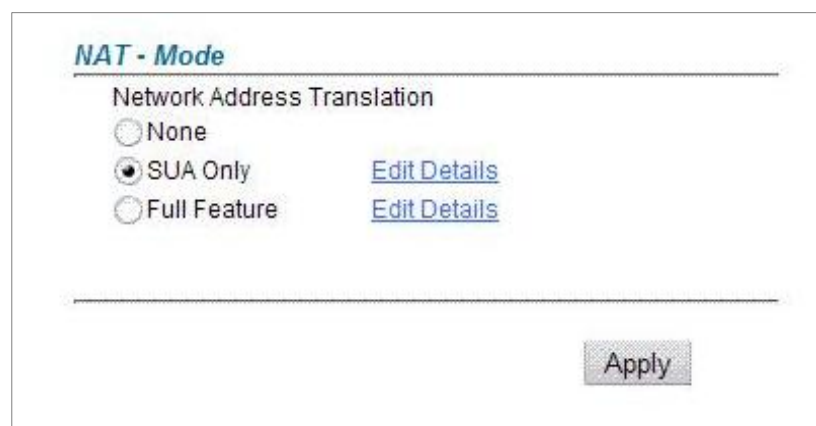 NAT - Mode
Network Address Translation
None
SUA Only Edit Details
Full Feature Edit Details
Apply